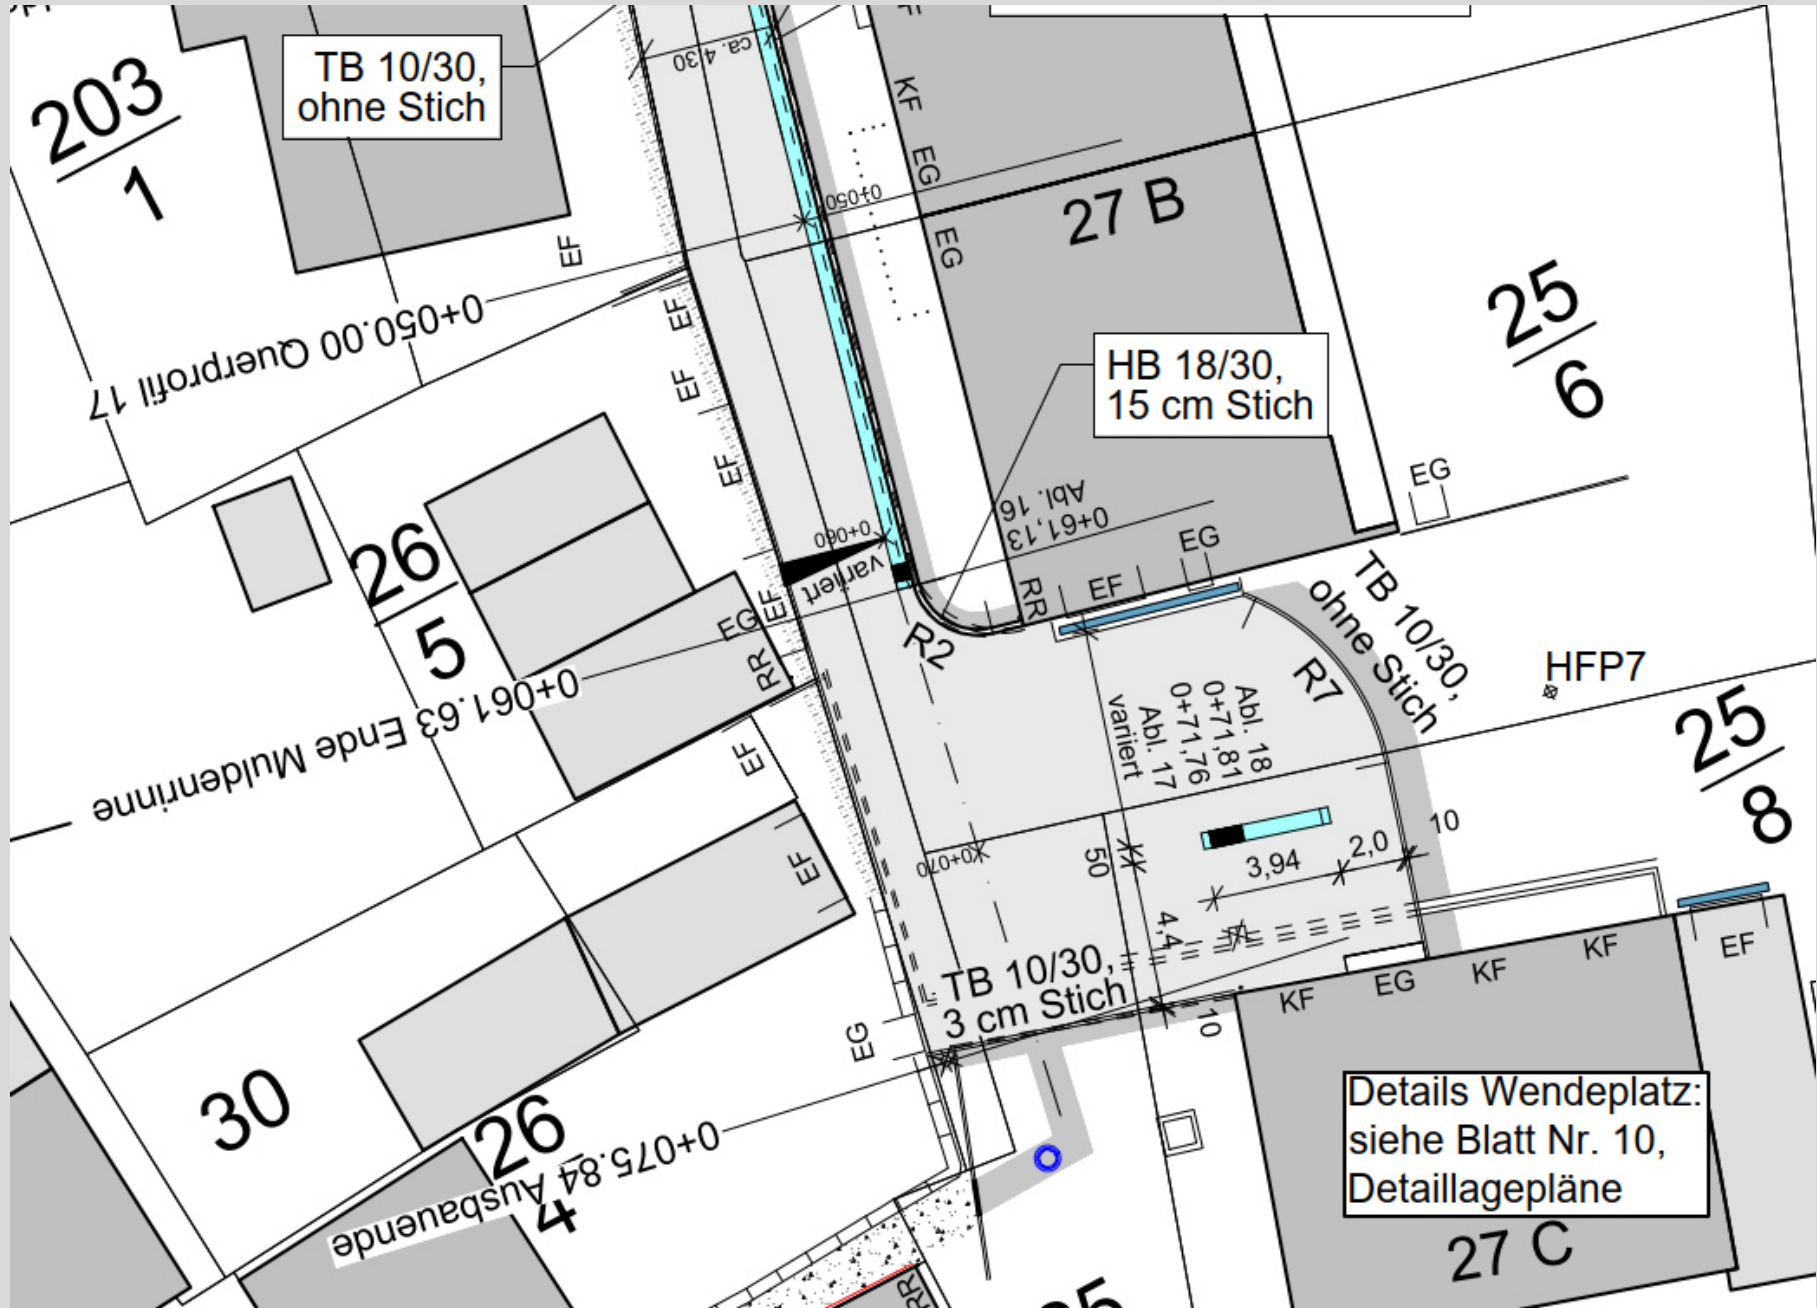 203
1
TB 10/30,
ohne Stich
ca. 4,30
KF
EG
EF
0+050
EG
27 B
25
6
0+050.00 Querprofil 17
EF
EF
EF
HB 18/30,
15 cm Stich
EG
Abl. 16
0+61,13
EG
EF
RR
0+060
variiert
26
5
EF
EG
RR
R2
TB 10/30,
ohne Stich
R7
HFP7
0+061.63 Ende Muldenrinne
EF
Abl. 18
0+71,81
0+71,76
Abl. 17
variiert
25
8
EF
0+070
50
3,94
2,0
10
4,4
TB 10/30,
3 cm Stich
10
EG
KF
EG
KF
KF
EF
30
26
4
0+075.84 Ausbauende
Details Wendeplatz:
siehe Blatt Nr. 10,
Detaillagepläne
27 C
RR